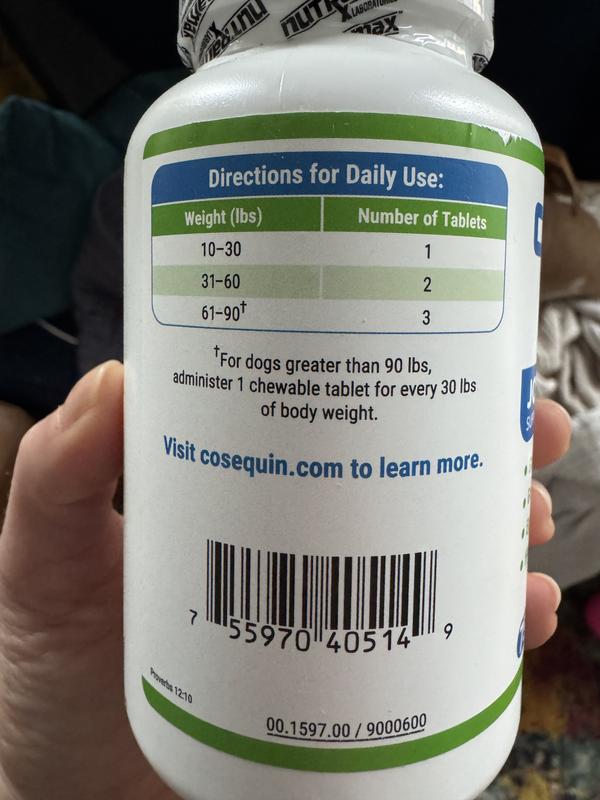 NUTRAMAX
LABORATORIES
Directions for Daily Use:
Weight (lbs) Number of Tablets
10–30 1
31–60 2
61–90† 3
†For dogs greater than 90 lbs,
administer 1 chewable tablet for every 30 lbs
of body weight.
Visit cosequin.com to learn more.
7 55970 40514 9
Proverbs 12:10
00.1597.00 / 9000600